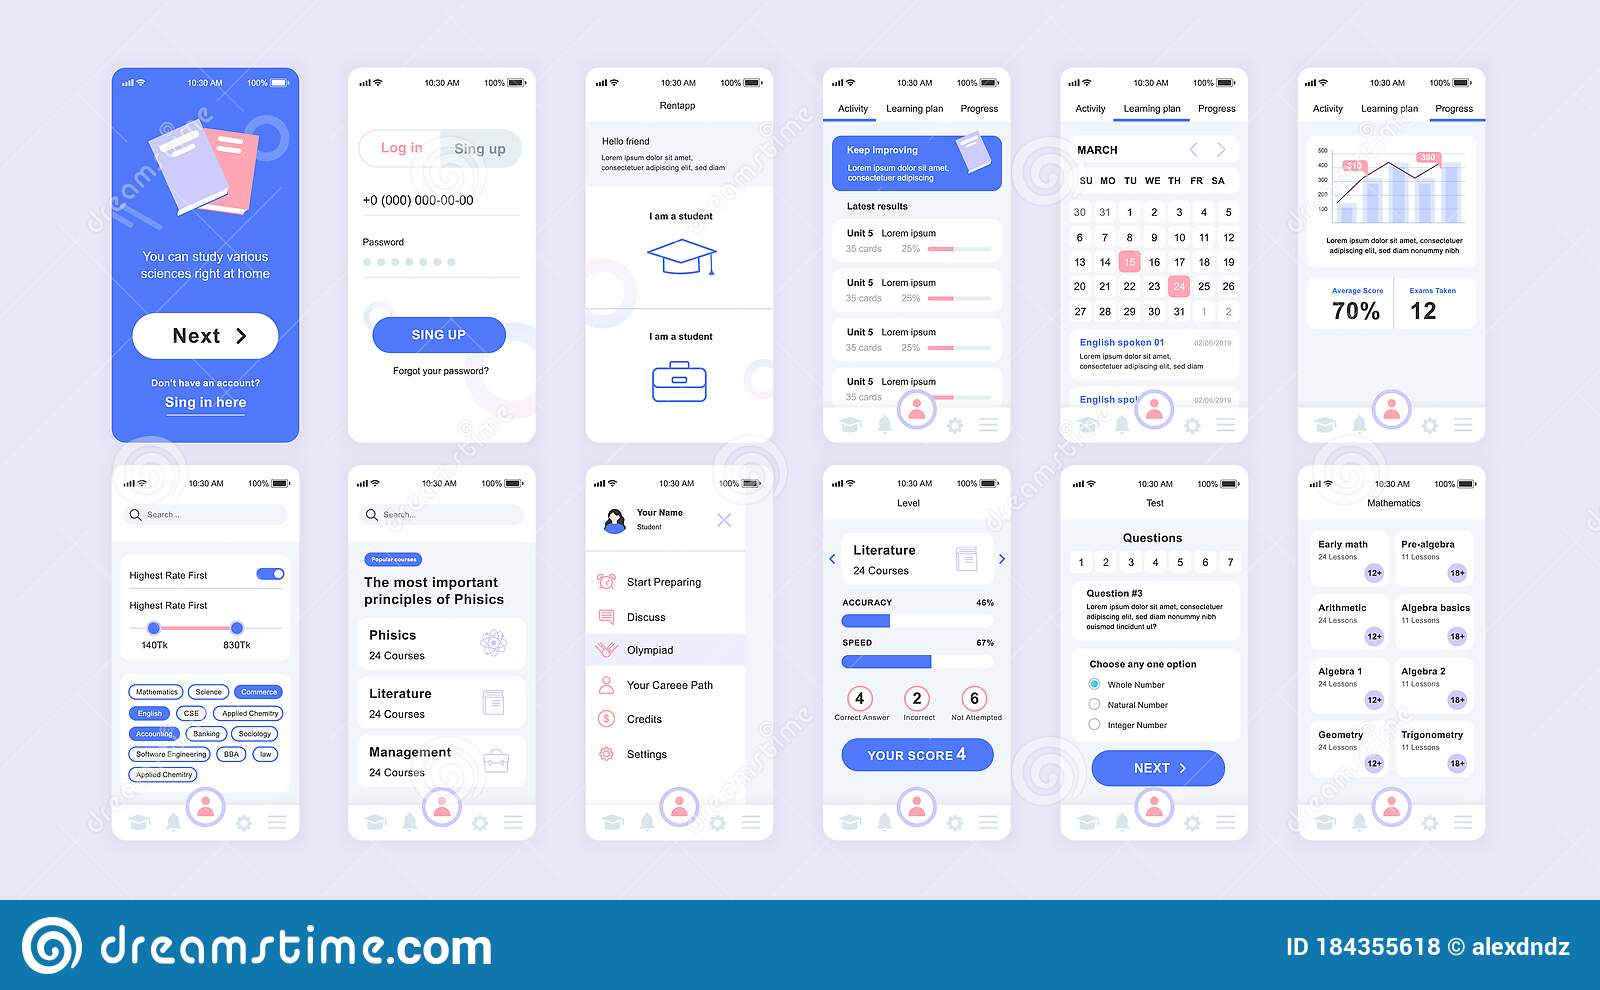 10:30 AM 100%
You can study various
sciences right at home
Next
Don't have an account?
Sing in here
10:30 AM 100%
Log in Sing up
+0 (000) 000-00-00
Password
SING UP
Forgot your password?
10:30 AM 100%
Rentapp
Hello friend
Lorem ipsum dolor sit amet,
consectetuer adipiscing elit, sed diam
I am a student
I am a student
10:30 AM 100%
Activity Learning plan Progress
Keep improving
Lorem ipsum dolor sit amet,
consectetuer adipiscing
Latest results
Unit 5 Lorem ipsum
35 cards 25%
Unit 5 Lorem ipsum
35 cards 25%
Unit 5 Lorem ipsum
35 cards 25%
Unit 5 Lorem ipsum
35 cards 25%
10:30 AM 100%
Activity Learning plan Progress
MARCH
SU MO TU WE TH FR SA
30 31 1 2 3 4 5
6 7 8 9 10 11 12
13 14 15 16 17 18 19
20 21 22 23 24 25 26
27 28 29 30 31 1 2
English spoken 01 02/06/2019
Lorem ipsum dolor sit amet,
consectetuer adipiscing elit, sed diam
English spo 02/06/2019
10:30 AM 100%
Activity Learning plan Progress
500
400
300
200
100
310
390
Lorem ipsum dolor sit amet, consectetuer
adipiscing elit, sed diam nonummy nibh
Average Score Exams Taken
70% 12
10:30 AM 100%
Search...
Highest Rate First
Highest Rate First
140Tk 830Tk
Mathematics Science Commerce
English CSE Applied Chemitry
Accounting Banking Sociology
Software Engineering BBA law
Applied Chemitry
10:30 AM 100%
Search...
Popular courses
The most important
principles of Phisics
Phisics
24 Courses
Literature
24 Courses
Management
24 Courses
10:30 AM 100%
Your Name
Student
Start Preparing
Discuss
Olympiad
Your Careee Path
Credits
Settings
10:30 AM 100%
Level
Literature
24 Courses
ACCURACY 46%
SPEED 67%
4 2 6
Correct Answer Incorrect Not Attempted
YOUR SCORE 4
10:30 AM 100%
Test
Questions
1 2 3 4 5 6 7
Question #3
Lorem ipsum dolor sit amet, consectetuer
adipiscing elit, sed diam nonummy nibh
euismod tincidunt ut?
Choose any one option
Whole Number
Natural Number
Integer Number
NEXT
10:30 AM 100%
Mathematics
Early math Pre-algebra
24 Lessons 11 Lessons
12+ 18+
Arithmetic Algebra basics
24 Lessons 11 Lessons
12+ 18+
Algebra 1 Algebra 2
24 Lessons 11 Lessons
12+ 18+
Geometry Trigonometry
24 Lessons 11 Lessons
12+ 18+
dreamstime.com
ID 184355618 © alexdndz